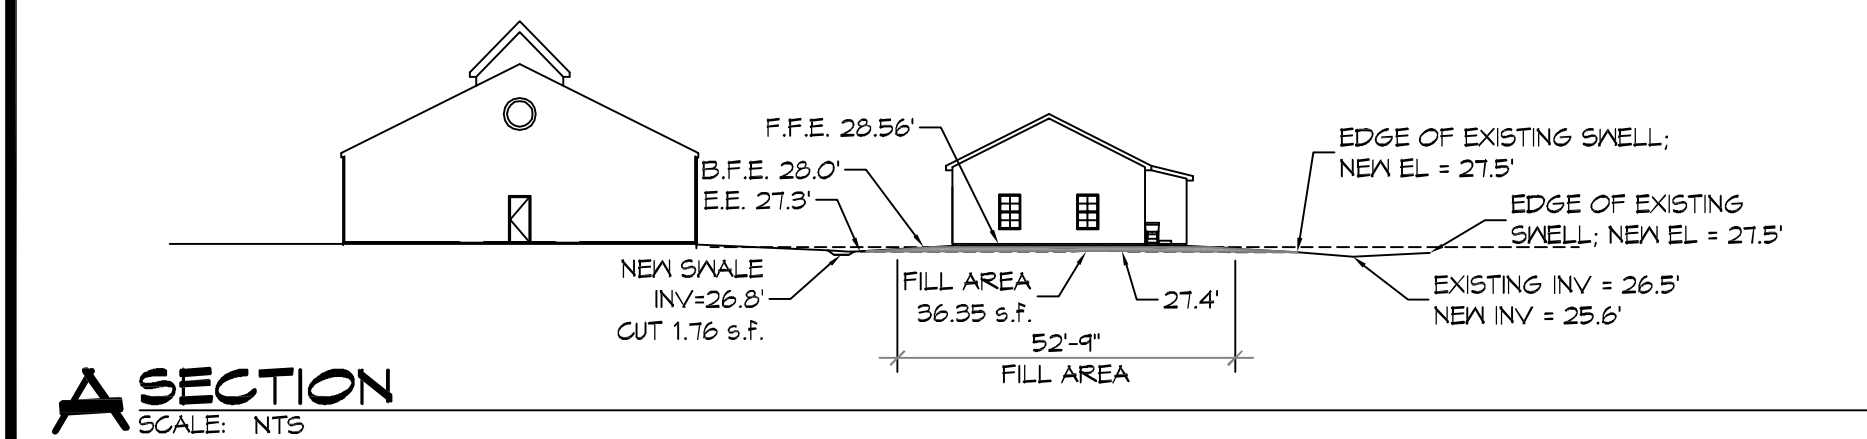 F.F.E. 28.56'
B.F.E. 28.0'
E.E. 27.3'
EDGE OF EXISTING SWELL;
NEW EL = 27.5'
EDGE OF EXISTING
SWELL; NEW EL = 27.5'
NEW SWALE
INV=26.8'
CUT 1.76 s.f.
FILL AREA
36.35 s.f.
27.4'
EXISTING INV = 26.5'
NEW INV = 25.6'
52'-9"
FILL AREA
A SECTION
SCALE: NTS